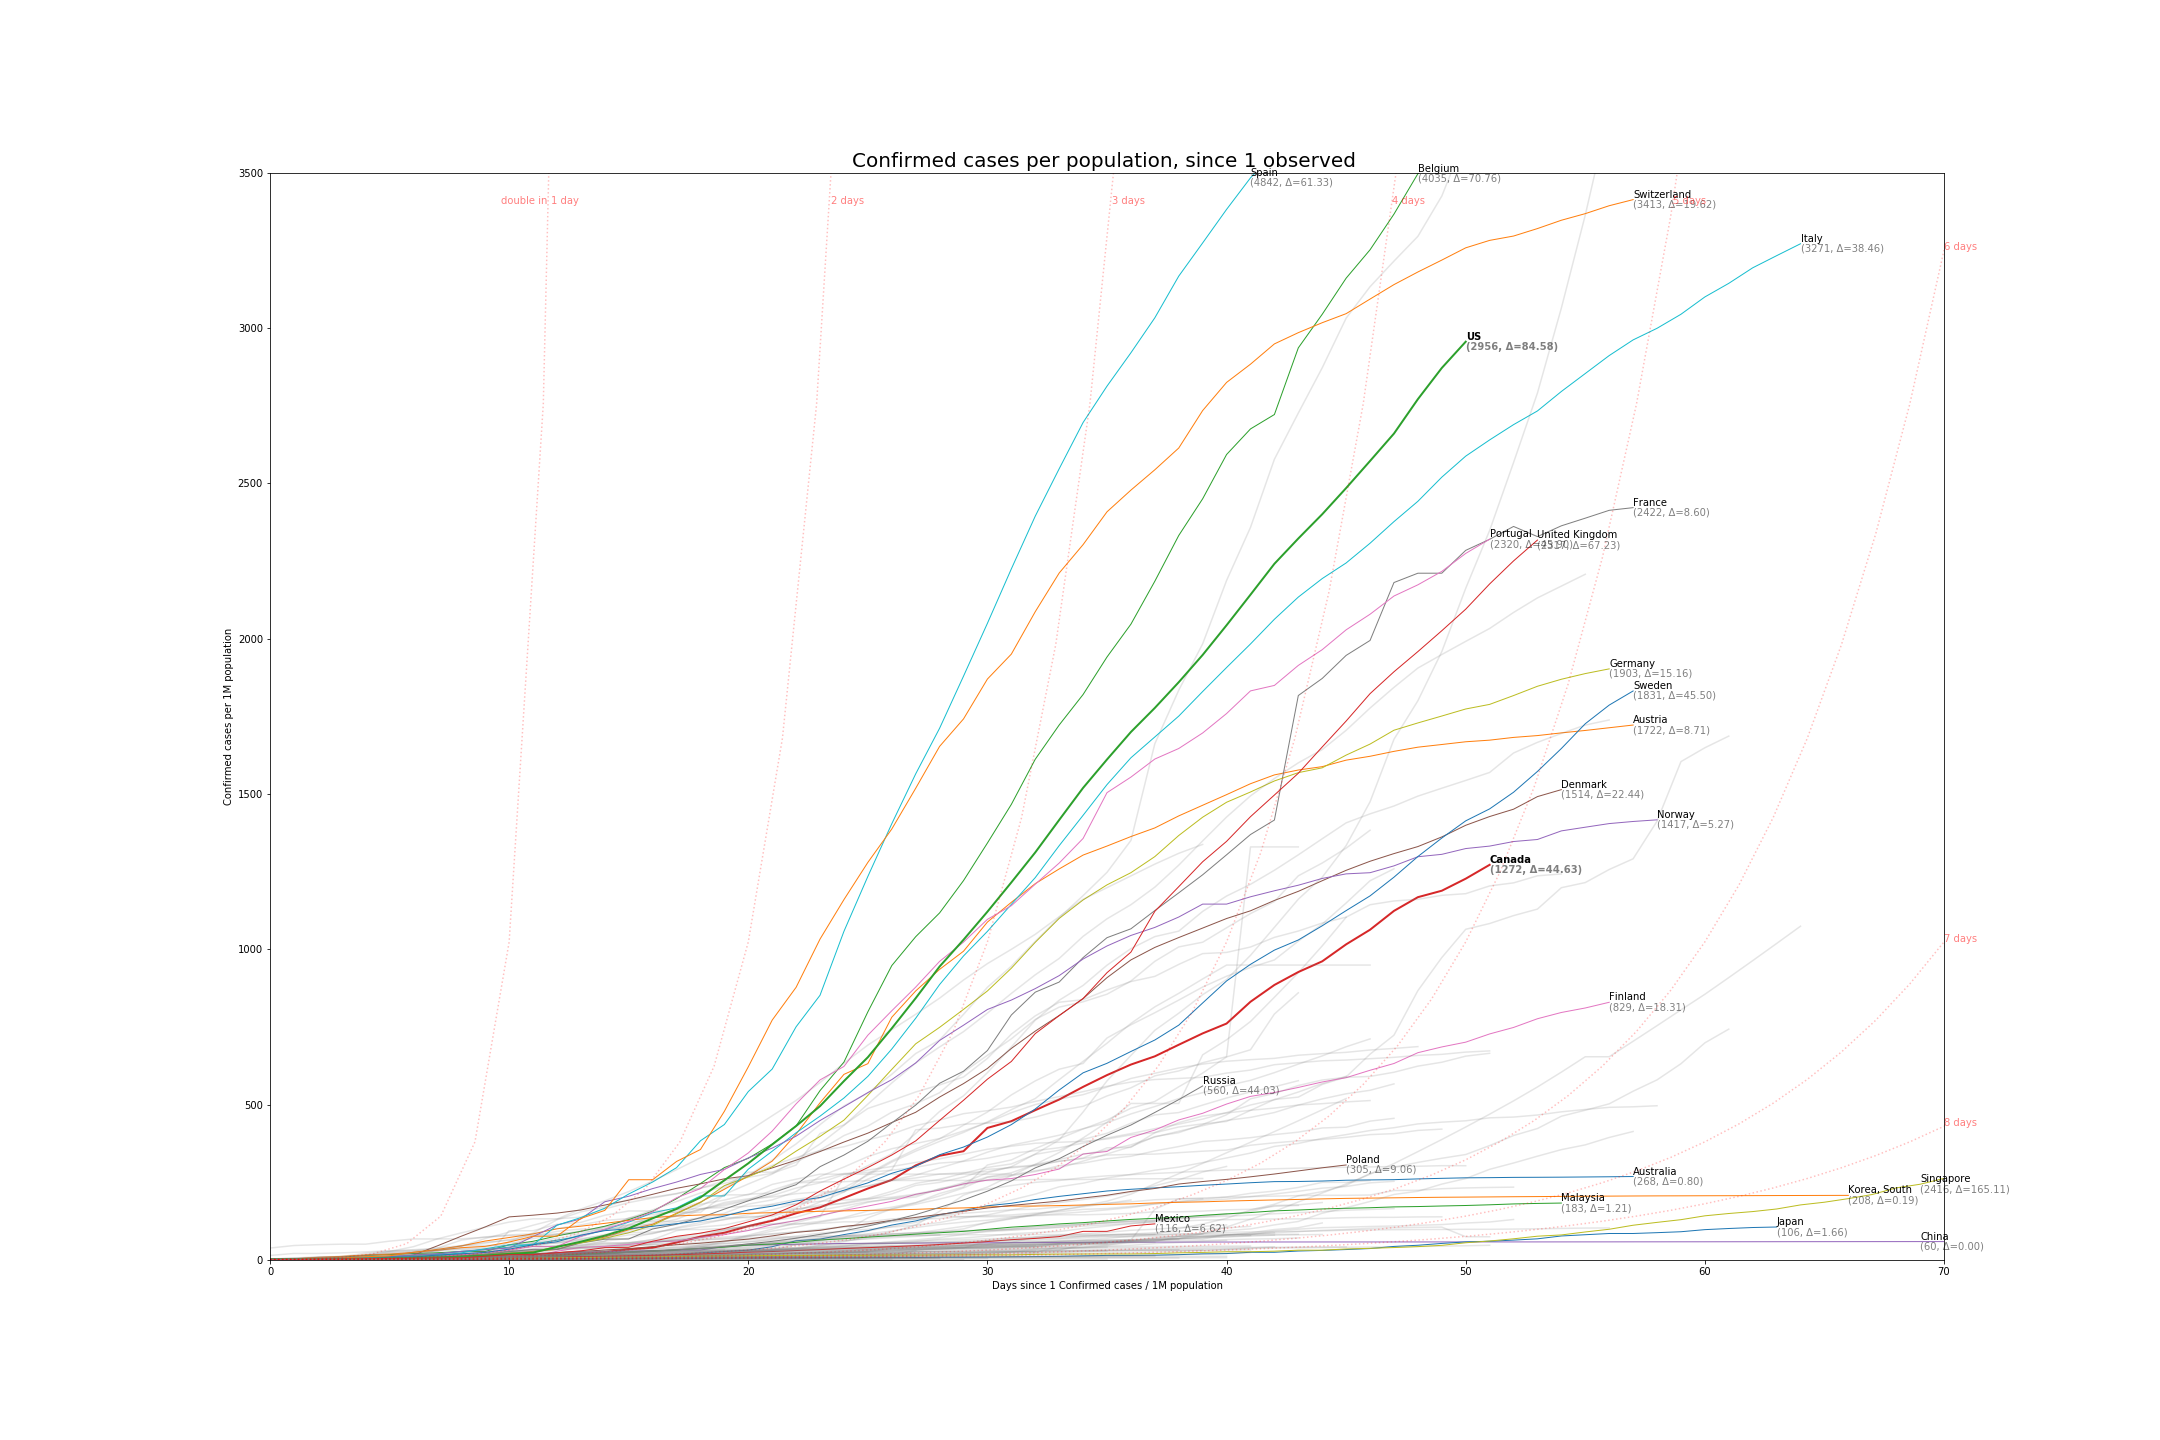 Confirmed cases per population, since 1 observed
Spain
(4842, Δ=61.33)
Belgium
(4035, Δ=70.76)
Switzerland
(3413, Δ=19.62)
double in 1 day
2 days
3 days
4 days
5 days
Italy
(3271, Δ=38.46)
6 days
US
(2956, Δ=84.58)
France
(2422, Δ=8.60)
Portugal
(2320, Δ=
United Kingdom
Δ=67.23)
Germany
(1903, Δ=15.16)
Sweden
(1831, Δ=45.50)
Austria
(1722, Δ=8.71)
Denmark
(1514, Δ=22.44)
Norway
(1417, Δ=5.27)
Canada
(1272, Δ=44.63)
7 days
Finland
(829, Δ=18.31)
Russia
(560, Δ=44.03)
8 days
Poland
(305, Δ=9.06)
Australia
(268, Δ=0.80)
Singapore
(2416, Δ=165.11)
Korea, South
(208, Δ=0.19)
Malaysia
(183, Δ=1.21)
Mexico
(116, Δ=6.62)
Japan
(106, Δ=1.66)
China
(60, Δ=0.00)
3500
3000
2500
2000
1500
1000
500
0
Confirmed cases per 1M population
0 10 20 30 40 50 60 70
Days since 1 Confirmed cases / 1M population